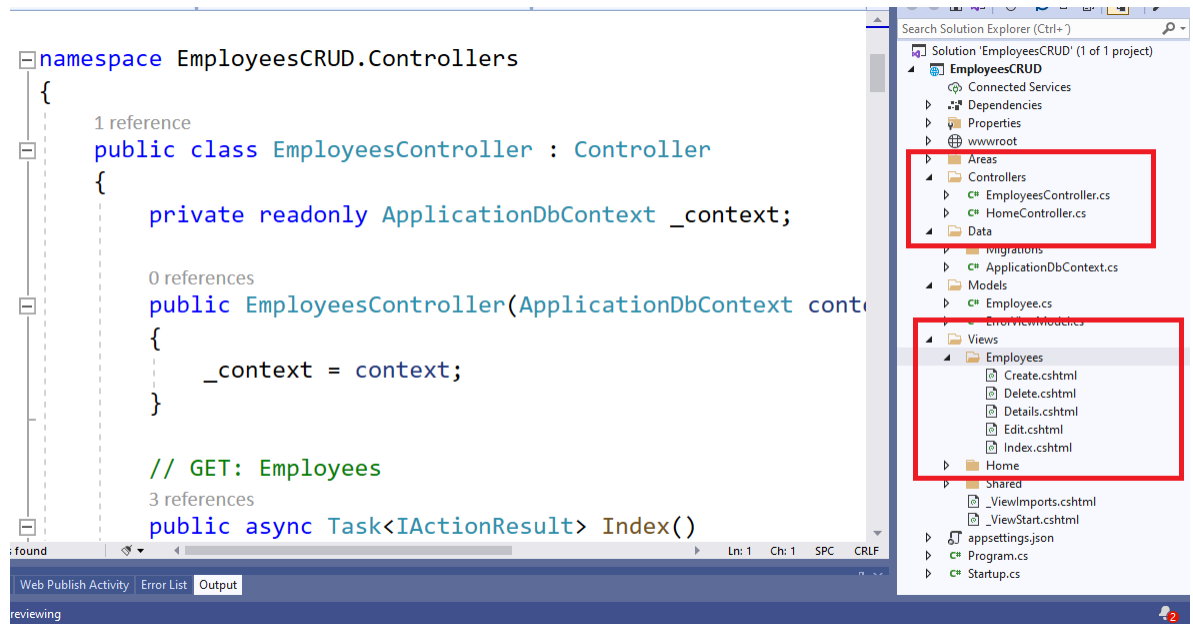 namespace EmployeesCRUD.Controllers
{
1 reference
public class EmployeesController : Controller
{
private readonly ApplicationDbContext _context;
0 references
public EmployeesController(ApplicationDbContext
{
_context = context;
}
// GET: Employees
3 references
public async Task<IActionResult> Index()
found
Ln: 1 Ch: 1 SPC CRLF
Web Publish Activity Error List Output
2
Search Solution Explorer (Ctrl+´)
Solution 'EmployeesCRUD' (1 of 1 project)
EmployeesCRUD
Connected Services
Dependencies
Properties
wwwroot
Areas
Controllers
C# EmployeesController.cs
C# HomeController.cs
Data
Migrations
C# ApplicationDbContext.cs
Models
C# Employee.cs
ErrorViewModel.cs
Views
Employees
Create.cshtml
Delete.cshtml
Details.cshtml
Edit.cshtml
Index.cshtml
Home
Shared
_ViewImports.cshtml
_ViewStart.cshtml
appsettings.json
C# Program.cs
C# Startup.cs